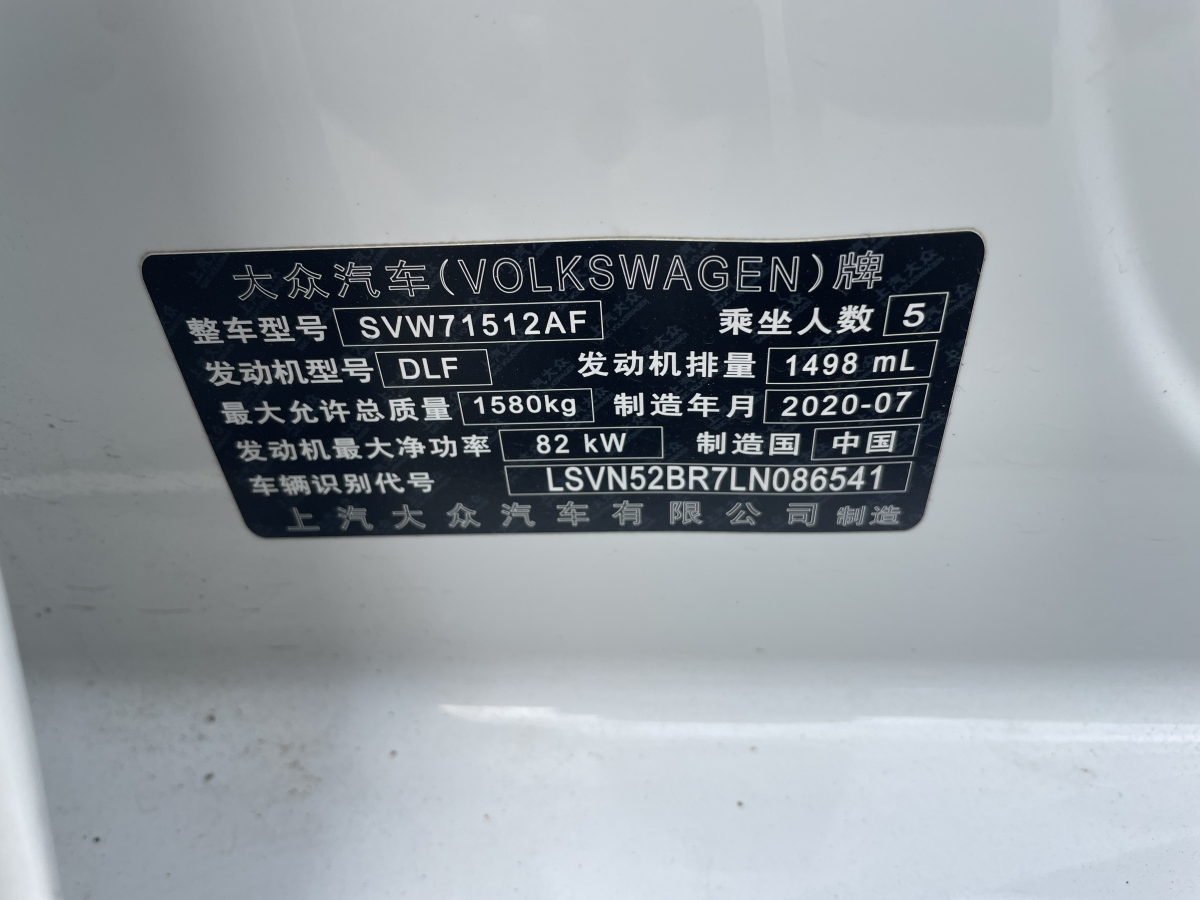 大众汽车(VOLKSWAGEN)牌
整车型号 SVW71512AF 乘坐人数 5
发动机型号 DLF 发动机排量 1498 mL
最大允许总质量 1580kg 制造年月 2020-07
发动机最大净功率 82 kW 制造国 中国
车辆识别代号 LSVN52BR7LN086541
上汽大众汽车有限公司 制造